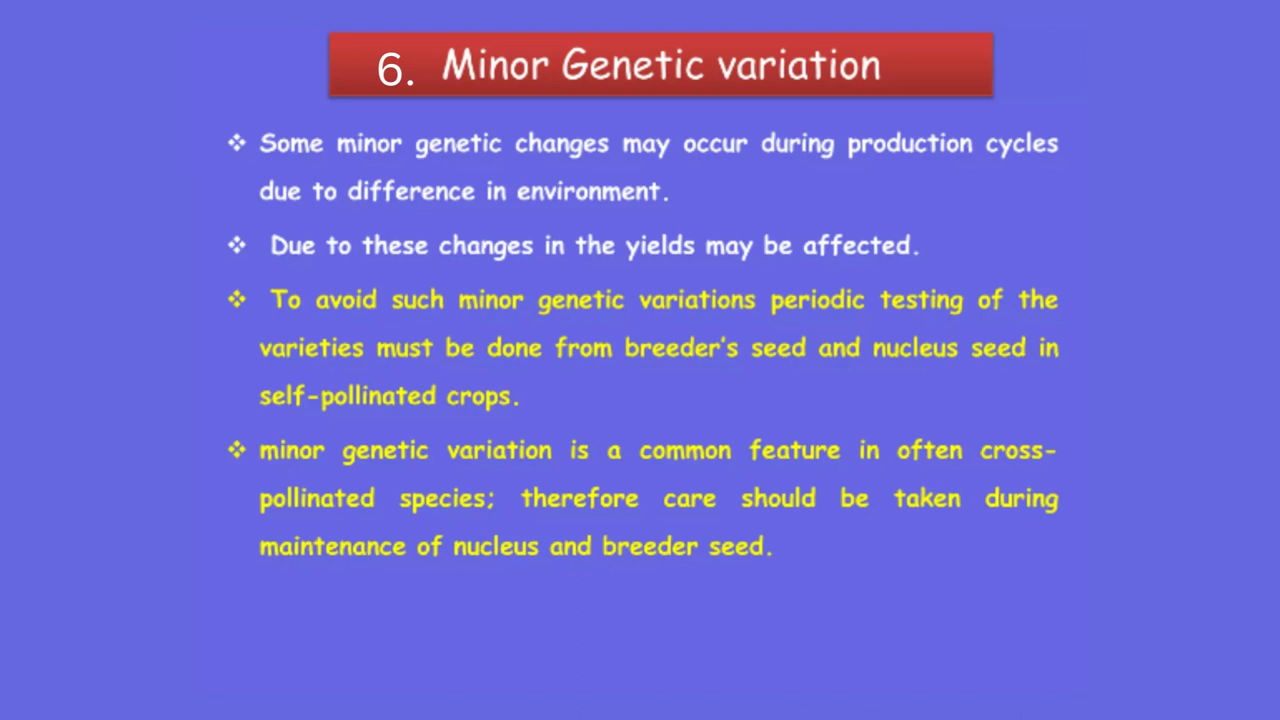 6. Minor Genetic variation
❖ Some minor genetic changes may occur during production cycles
due to difference in environment.
❖ Due to these changes in the yields may be affected.
❖ To avoid such minor genetic variations periodic testing of the
varieties must be done from breeder's seed and nucleus seed in
self-pollinated crops.
❖ minor genetic variation is a common feature in often cross-
pollinated species; therefore care should be taken during
maintenance of nucleus and breeder seed.